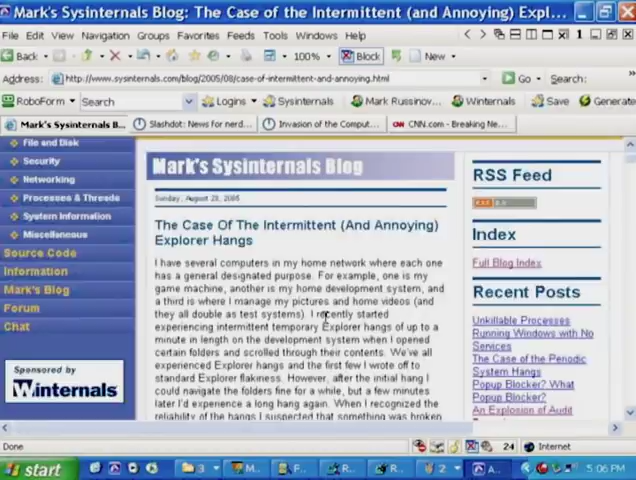 Mark's Sysinternals Blog: The Case of the Intermittent (and Annoying) Expl...
File Edit View Navigation Groups Favorites Feeds Tools Windows Help
Back 100% Block New
Address: http://www.sysinternals.com/blog/2005/08/case-of-intermittent-and-annoying.html Go Search:
RoboForm Search Logins Sysinternals Mark Russinov... Winternals Save Generate
Mark's Sysinternals B... Slashdot: News for nerd... Invasion of the Comput... CNN.com - Breaking Ne...
File and Disk
Security
Networking
Processes & Threads
System Information
Miscellaneous
Source Code
Information
Mark's Blog
Forum
Chat
Sponsored by
Winternals
Mark's Sysinternals Blog
Sunday, August 28, 2005
The Case Of The Intermittent (And Annoying)
Explorer Hangs
I have several computers in my home network where each one
has a general designated purpose. For example, one is my
game machine, another is my home development system, and
a third is where I manage my pictures and home videos (and
they all double as test systems). I recently started
experiencing intermittent temporary Explorer hangs of up to a
minute in length on the development system when I opened
certain folders and scrolled through their contents. We've all
experienced Explorer hangs and the first few I wrote off to
standard Explorer flakiness. However, after the initial hang I
could navigate the folders fine for a while, but a few minutes
later I'd experience a long hang again. When I recognized the
reliability of the hangs I suspected that something was broken
RSS Feed
Index
Full Blog Index
Recent Posts
Unkillable Processes
Running Windows with No
Services
The Case of the Periodic
System Hangs
Popup Blocker? What
Popup Blocker?
An Explosion of Audit
Done 24 Internet
start 3 M... F... R... R... 2 A... 5:06 PM